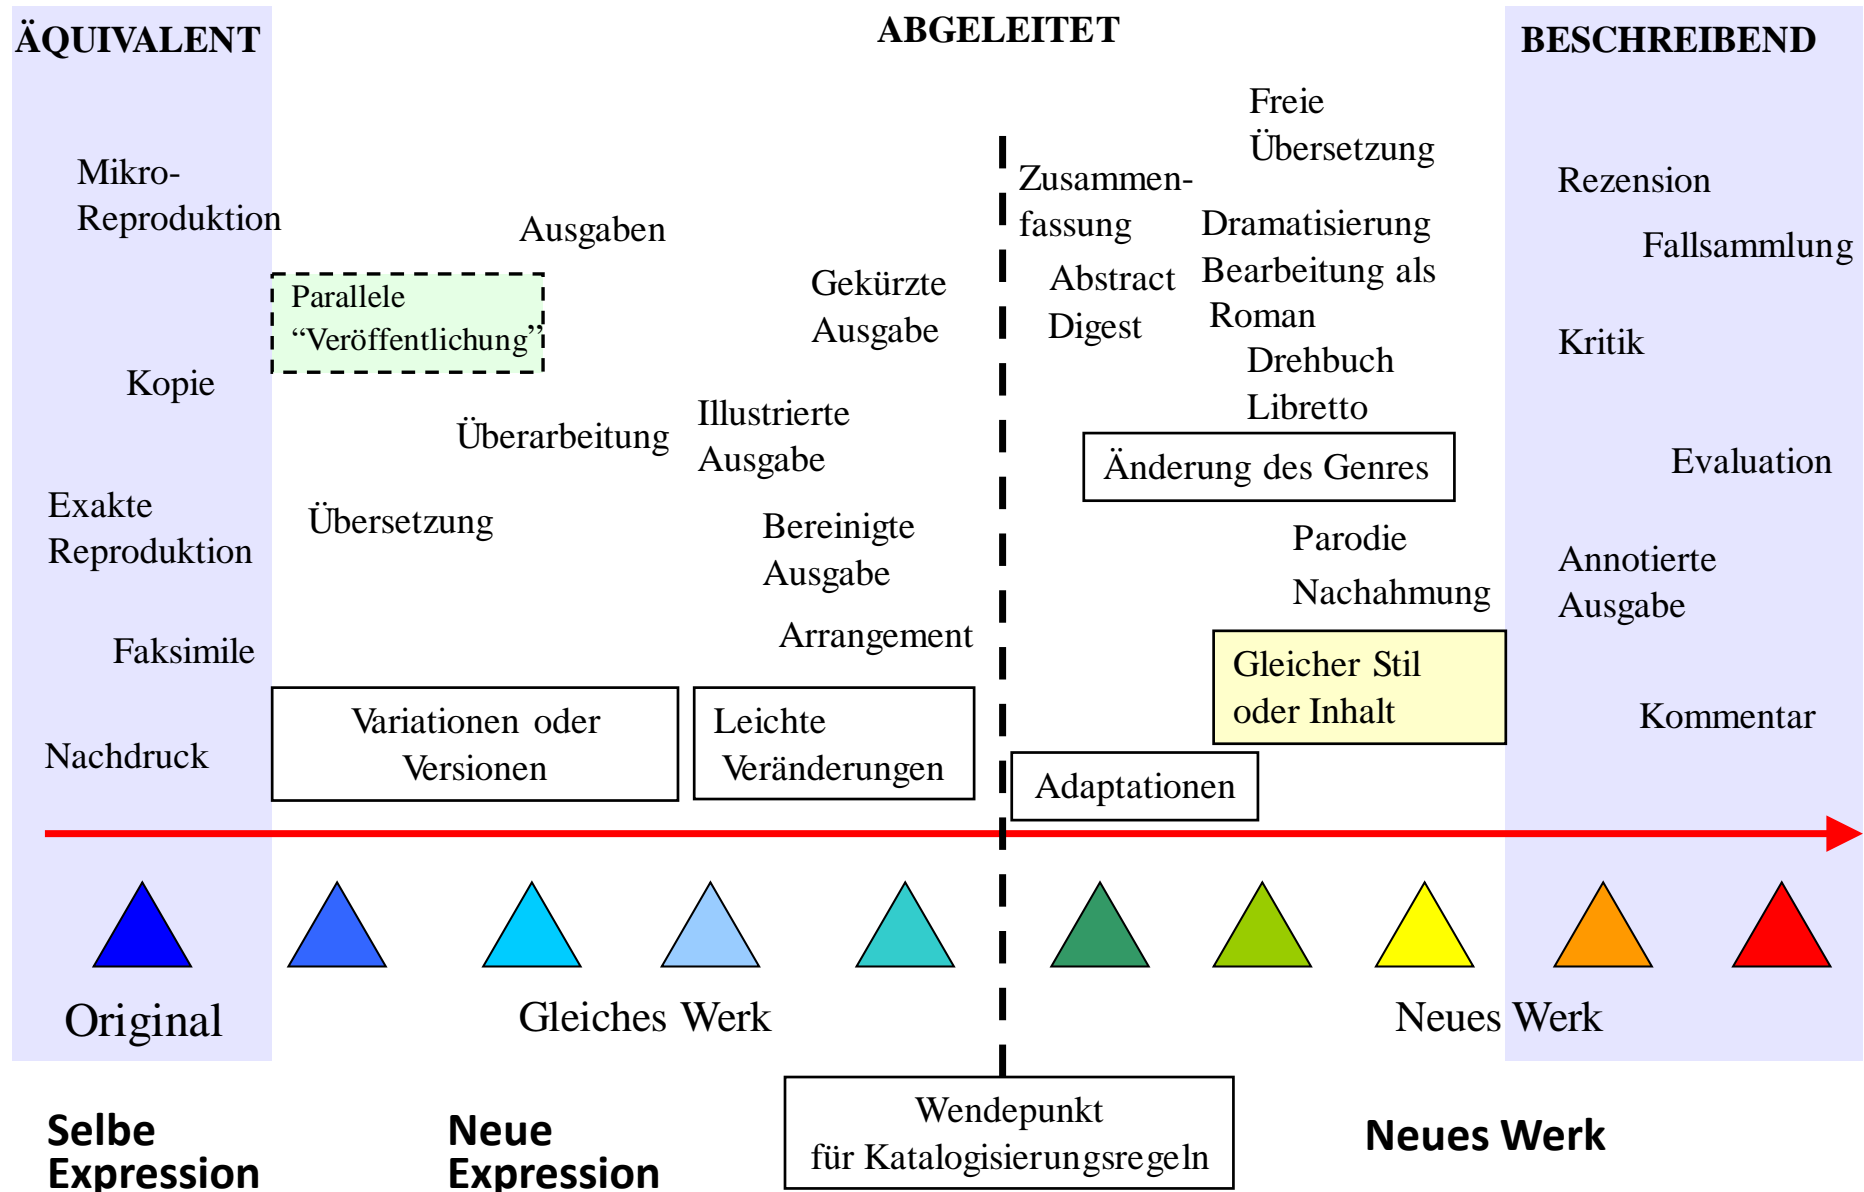 ÄQUIVALENT
ABGELEITET
BESCHREIBEND
Mikro-
Reproduktion
Kopie
Exakte
Reproduktion
Faksimile
Nachdruck
Ausgaben
Parallele
“Veröffentlichung”
Überarbeitung
Übersetzung
Gekürzte
Ausgabe
Illustrierte
Ausgabe
Bereinigte
Ausgabe
Arrangement
Variationen oder
Versionen
Leichte
Veränderungen
Zusammen-
fassung
Abstract
Digest
Freie
Übersetzung
Dramatisierung
Bearbeitung als
Roman
Drehbuch
Libretto
Änderung des Genres
Parodie
Nachahmung
Gleicher Stil
oder Inhalt
Adaptationen
Rezension
Fallsammlung
Kritik
Evaluation
Annotierte
Ausgabe
Kommentar
Original
Gleiches Werk
Neues Werk
Selbe
Expression
Neue
Expression
Wendepunkt
für Katalogisierungsregeln
Neues Werk